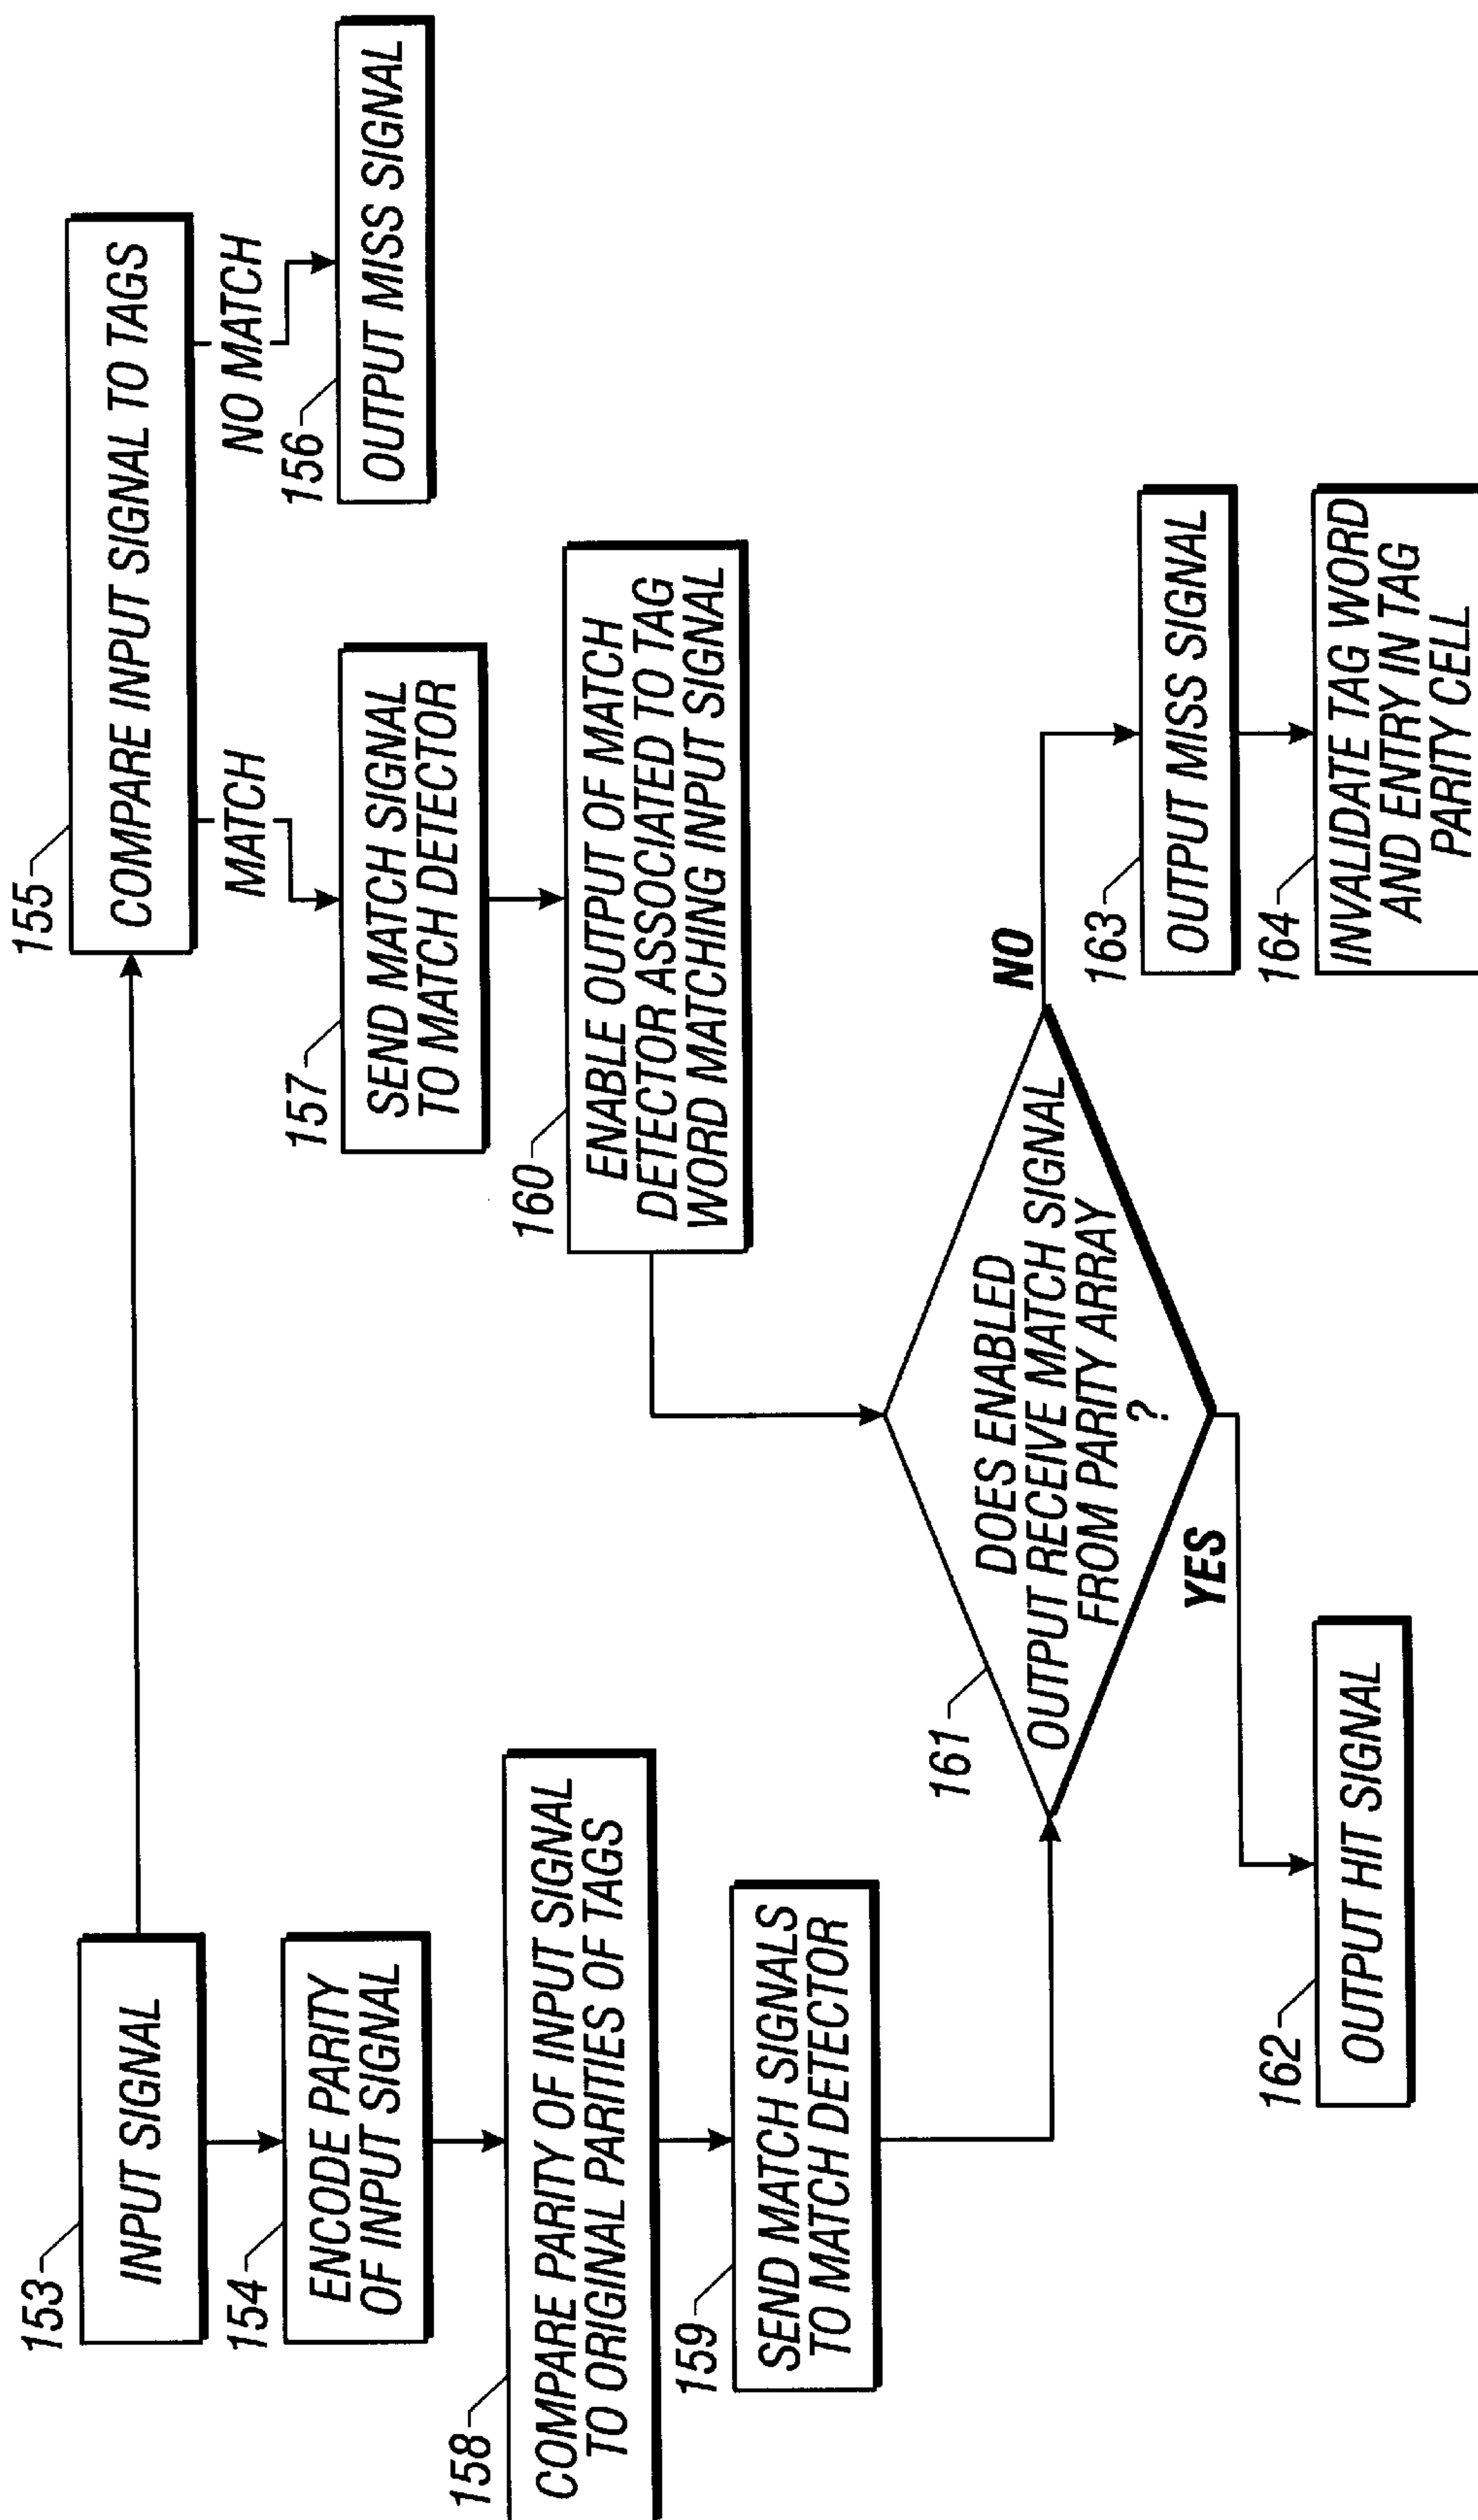 153
INPUT SIGNAL
154
ENCODE PARITY
OF INPUT SIGNAL
158
COMPARE PARITY OF INPUT SIGNAL
TO ORIGINAL PARITIES OF TAGS
159
SEND MATCH SIGNALS
TO MATCH DETECTOR
155
COMPARE INPUT SIGNAL TO TAGS
MATCH
NO MATCH
156
OUTPUT MISS SIGNAL
157
SEND MATCH SIGNAL
TO MATCH DETECTOR
160
ENABLE OUTPUT OF MATCH
DETECTOR ASSOCIATED TO TAG
WORD MATCHING INPUT SIGNAL
161
DOES ENABLED
OUTPUT RECEIVE MATCH SIGNAL
FROM PARITY ARRAY
?
YES
NO
162
OUTPUT HIT SIGNAL
163
OUTPUT MISS SIGNAL
164
INVALIDATE TAG WORD
AND ENTRY IN TAG
PARITY CELL